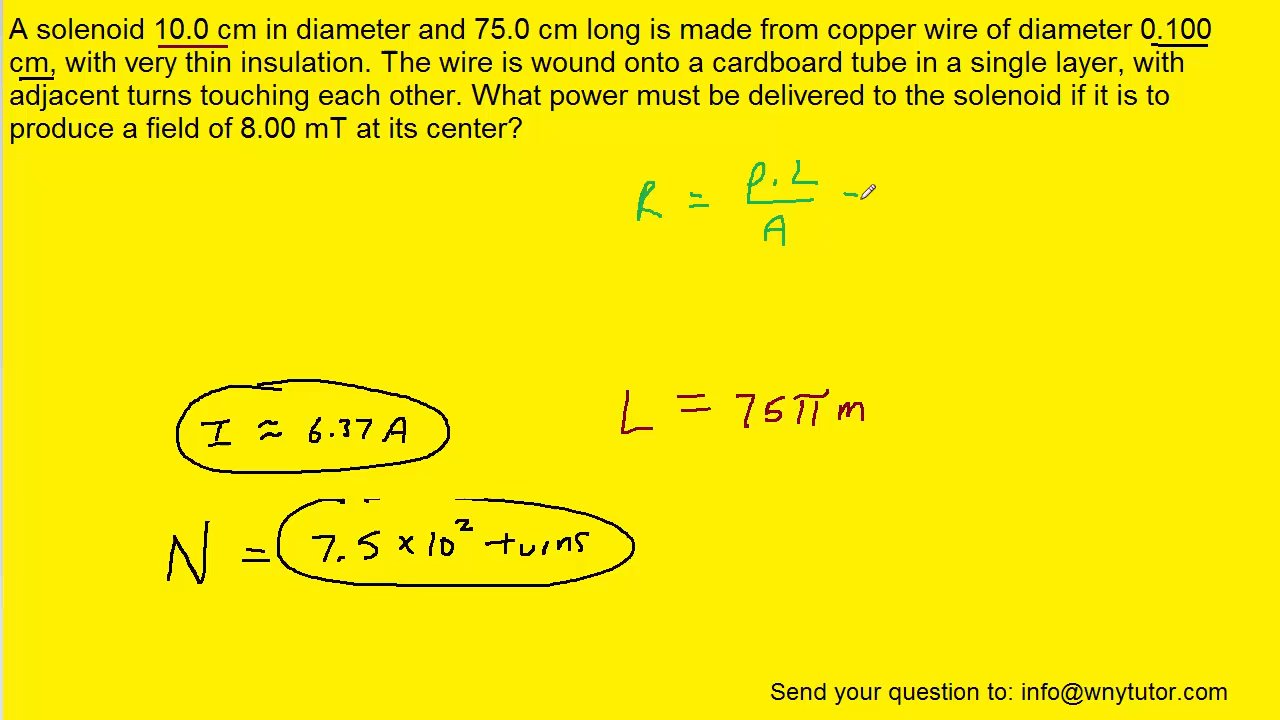 A solenoid 10.0 cm in diameter and 75.0 cm long is made from copper wire of diameter 0.100
cm, with very thin insulation. The wire is wound onto a cardboard tube in a single layer, with
adjacent turns touching each other. What power must be delivered to the solenoid if it is to
produce a field of 8.00 mT at its center?
R = ρ.L / A -
I ≈ 6.37 A
L = 75π m
N = 7.5 × 10² turns
Send your question to: info@wnytutor.com